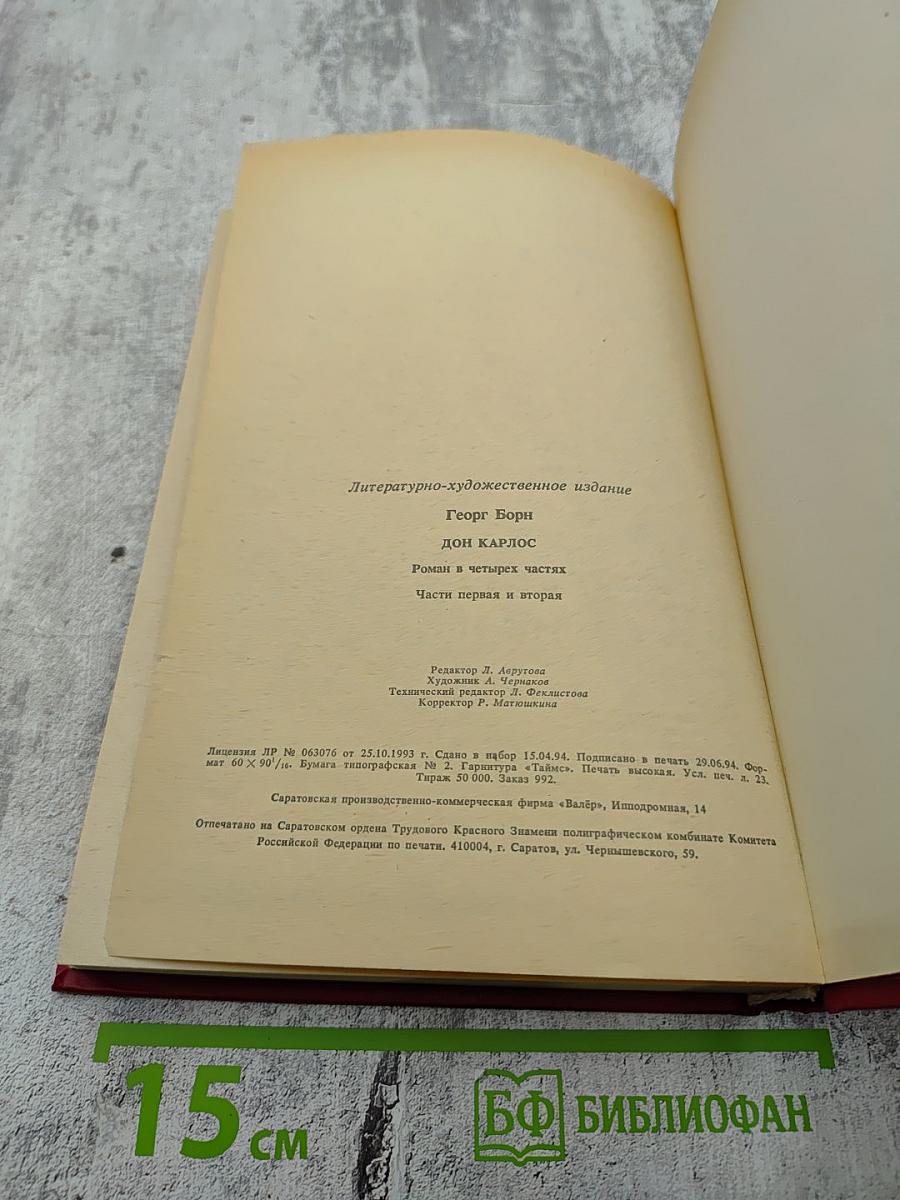 Литературно-художественное издание
Георг Борн
ДОН КАРЛОС
Роман в четырех частях
Части первая и вторая
Редактор Л. Аврутова
Художник А. Чернаков
Технический редактор Л. Феклистова
Корректор Р. Матюшкина
Лицензия ЛР № 063076 от 25.10.1993 г. Сдано в набор 15.04.94. Подписано в печать 29.06.94. Фор-
мат 60 × 90¹/₁₆. Бумага типографская № 2. Гарнитура «Таймс». Печать высокая. Усл. печ. л. 23.
Тираж 50 000. Заказ 992.
Саратовская производственно-коммерческая фирма «Валёр», Ипподромная, 14
Отпечатано на Саратовском ордена Трудового Красного Знамени полиграфическом комбинате Комитета
Российской Федерации по печати. 410004, г. Саратов, ул. Чернышевского, 59.
15 см
БФ БИБЛИОФАН